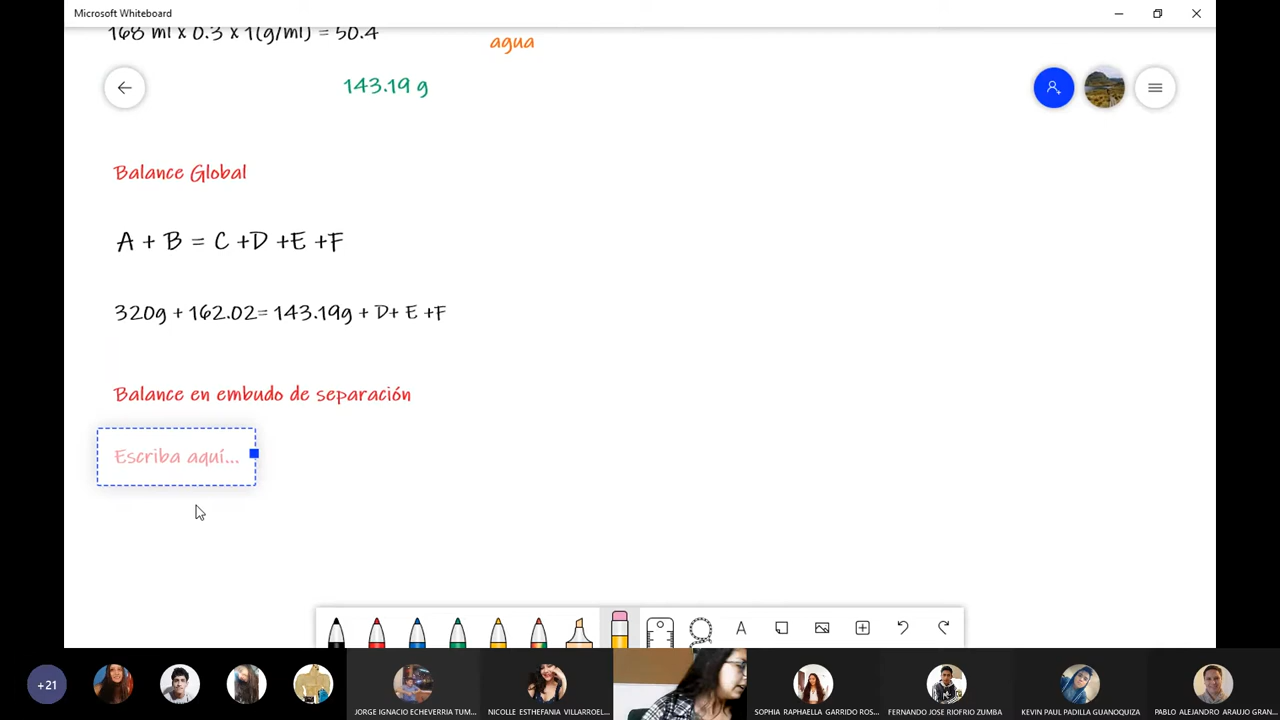 Microsoft Whiteboard
168 ml x 0.3 x 1(g/ml) = 50.4
agua
143.19 g
Balance Global
A + B = C +D +E +F
320g + 162.02= 143.19g + D+ E +F
Balance en embudo de separación
Escriba aquí...
A
+21
JORGE IGNACIO ECHEVERRIA TUM...
NICOLLE ESTHEFANIA VILLARROEL...
SOPHIA RAPHAELLA GARRIDO ROS...
FERNANDO JOSE RIOFRIO ZUMBA
KEVIN PAUL PADILLA GUANOQUIZA
PABLO ALEJANDRO ARAUJO GRAN...